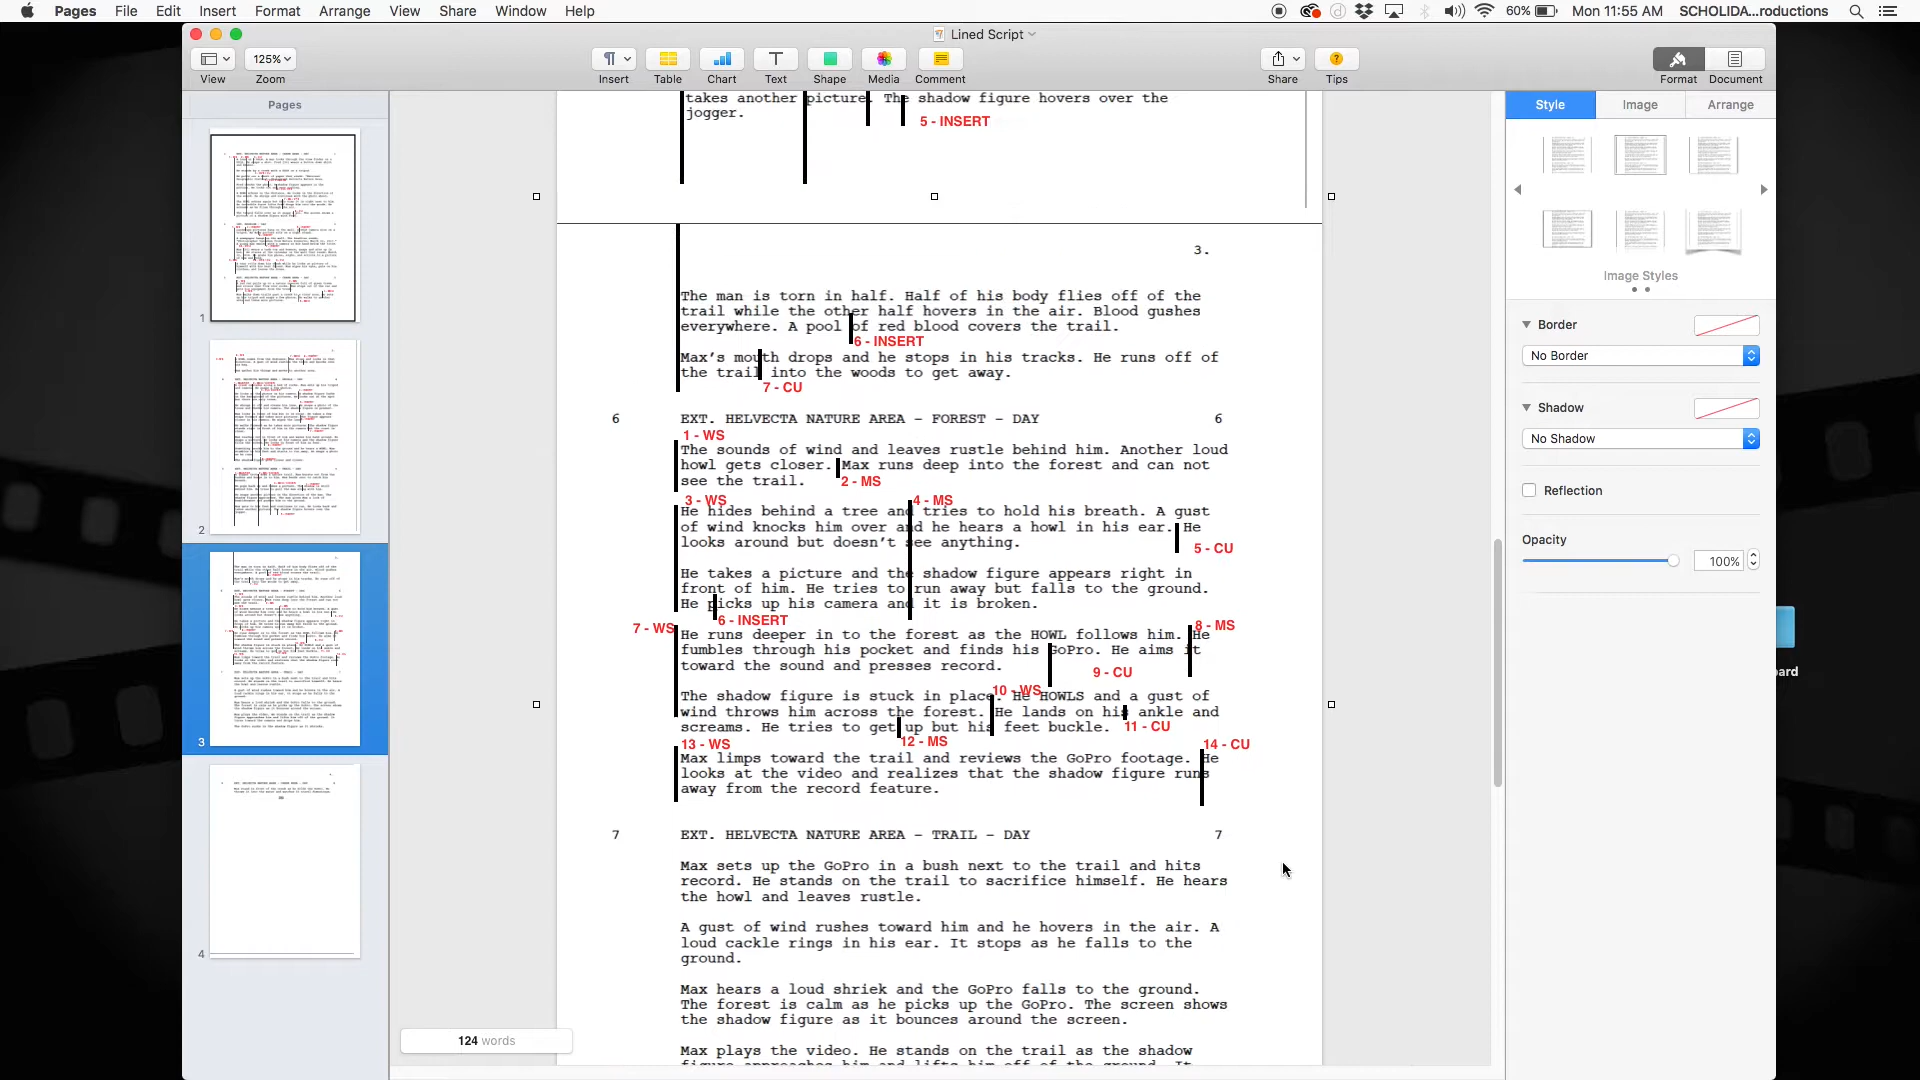 Pages File Edit Insert Format Arrange View Share Window Help
60% Mon 11:55 AM SCHOLIDA...roductions
Lined Script
125%
View Zoom Insert Table Chart Text Shape Media Comment Share Tips Format Document
Pages
1
2
3
4
takes another picture. The shadow figure hovers over the
jogger.
5 - INSERT
3.
The man is torn in half. Half of his body flies off of the
trail while the other half hovers in the air. Blood gushes
everywhere. A pool of red blood covers the trail.
6 - INSERT
Max's mouth drops and he stops in his tracks. He runs off of
the trail into the woods to get away.
7 - CU
6 EXT. HELVECTA NATURE AREA - FOREST - DAY 6
1 - WS
The sounds of wind and leaves rustle behind him. Another loud
howl gets closer. Max runs deep into the forest and can not
see the trail.
2 - MS
3 - WS 4 - MS
He hides behind a tree and tries to hold his breath. A gust
of wind knocks him over and he hears a howl in his ear. He
looks around but doesn't see anything.
5 - CU
He takes a picture and the shadow figure appears right in
front of him. He tries to run away but falls to the ground.
He picks up his camera and it is broken.
6 - INSERT
7 - WS 8 - MS
He runs deeper in to the forest as the HOWL follows him. He
fumbles through his pocket and finds his GoPro. He aims it
toward the sound and presses record.
9 - CU
10 - WS
The shadow figure is stuck in place. He HOWLS and a gust of
wind throws him across the forest. He lands on his ankle and
screams. He tries to get up but his feet buckle.
11 - CU
12 - MS
13 - WS 14 - CU
Max limps toward the trail and reviews the GoPro footage. He
looks at the video and realizes that the shadow figure runs
away from the record feature.
7 EXT. HELVECTA NATURE AREA - TRAIL - DAY 7
Max sets up the GoPro in a bush next to the trail and hits
record. He stands on the trail to sacrifice himself. He hears
the howl and leaves rustle.
A gust of wind rushes toward him and he hovers in the air. A
loud cackle rings in his ear. It stops as he falls to the
ground.
Max hears a loud shriek and the GoPro falls to the ground.
The forest is calm as he picks up the GoPro. The screen shows
the shadow figure as it bounces around the screen.
Max plays the video. He stands on the trail as the shadow
figure approaches him and lifts him off of the ground. It
124 words
Style Image Arrange
Image Styles
Border
No Border
Shadow
No Shadow
Reflection
Opacity
100%
pard